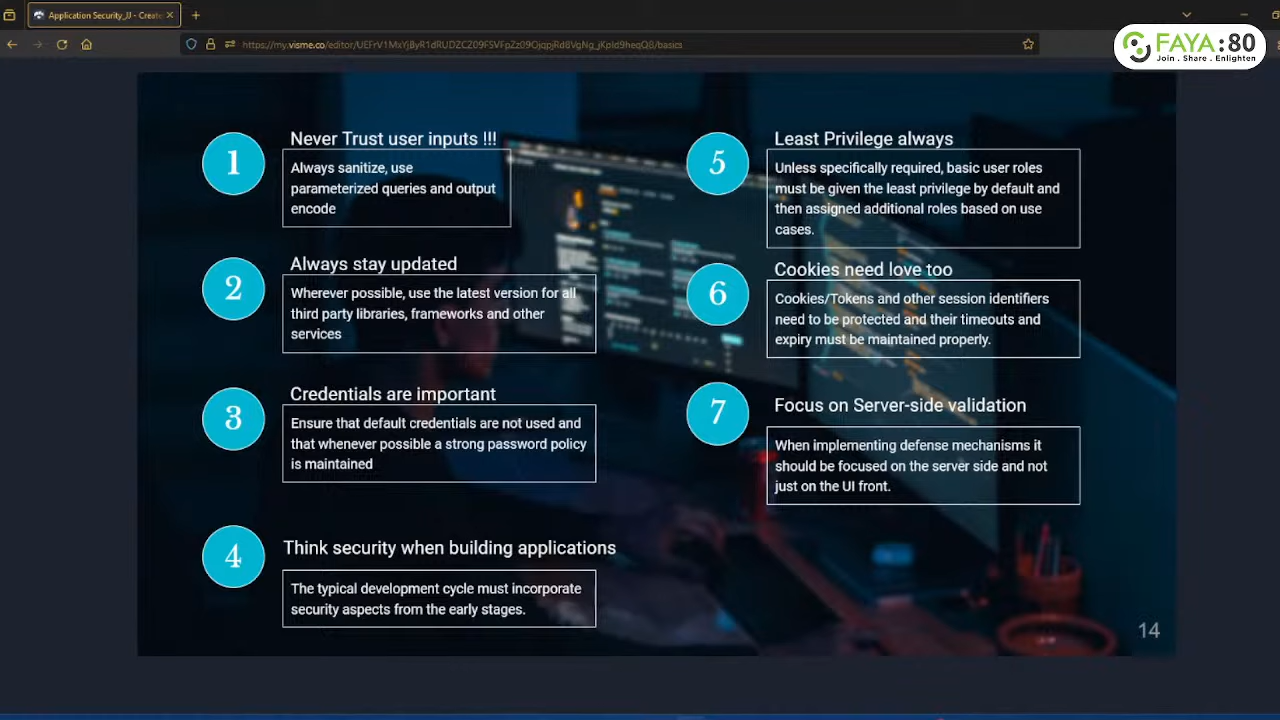 Application Security_JJ - Create
https://my.visme.co/editor/
FAYA:80
Join . Share . Enlighten
1
Never Trust user inputs !!!
Always sanitize, use
parameterized queries and output
encode
2
Always stay updated
Wherever possible, use the latest version for all
third party libraries, frameworks and other
services
3
Credentials are important
Ensure that default credentials are not used and
that whenever possible a strong password policy
is maintained
4
Think security when building applications
The typical development cycle must incorporate
security aspects from the early stages.
5
Least Privilege always
Unless specifically required, basic user roles
must be given the least privilege by default and
then assigned additional roles based on use
cases.
6
Cookies need love too
Cookies/Tokens and other session identifiers
need to be protected and their timeouts and
expiry must be maintained properly.
7
Focus on Server-side validation
When implementing defense mechanisms it
should be focused on the server side and not
just on the UI front.
14